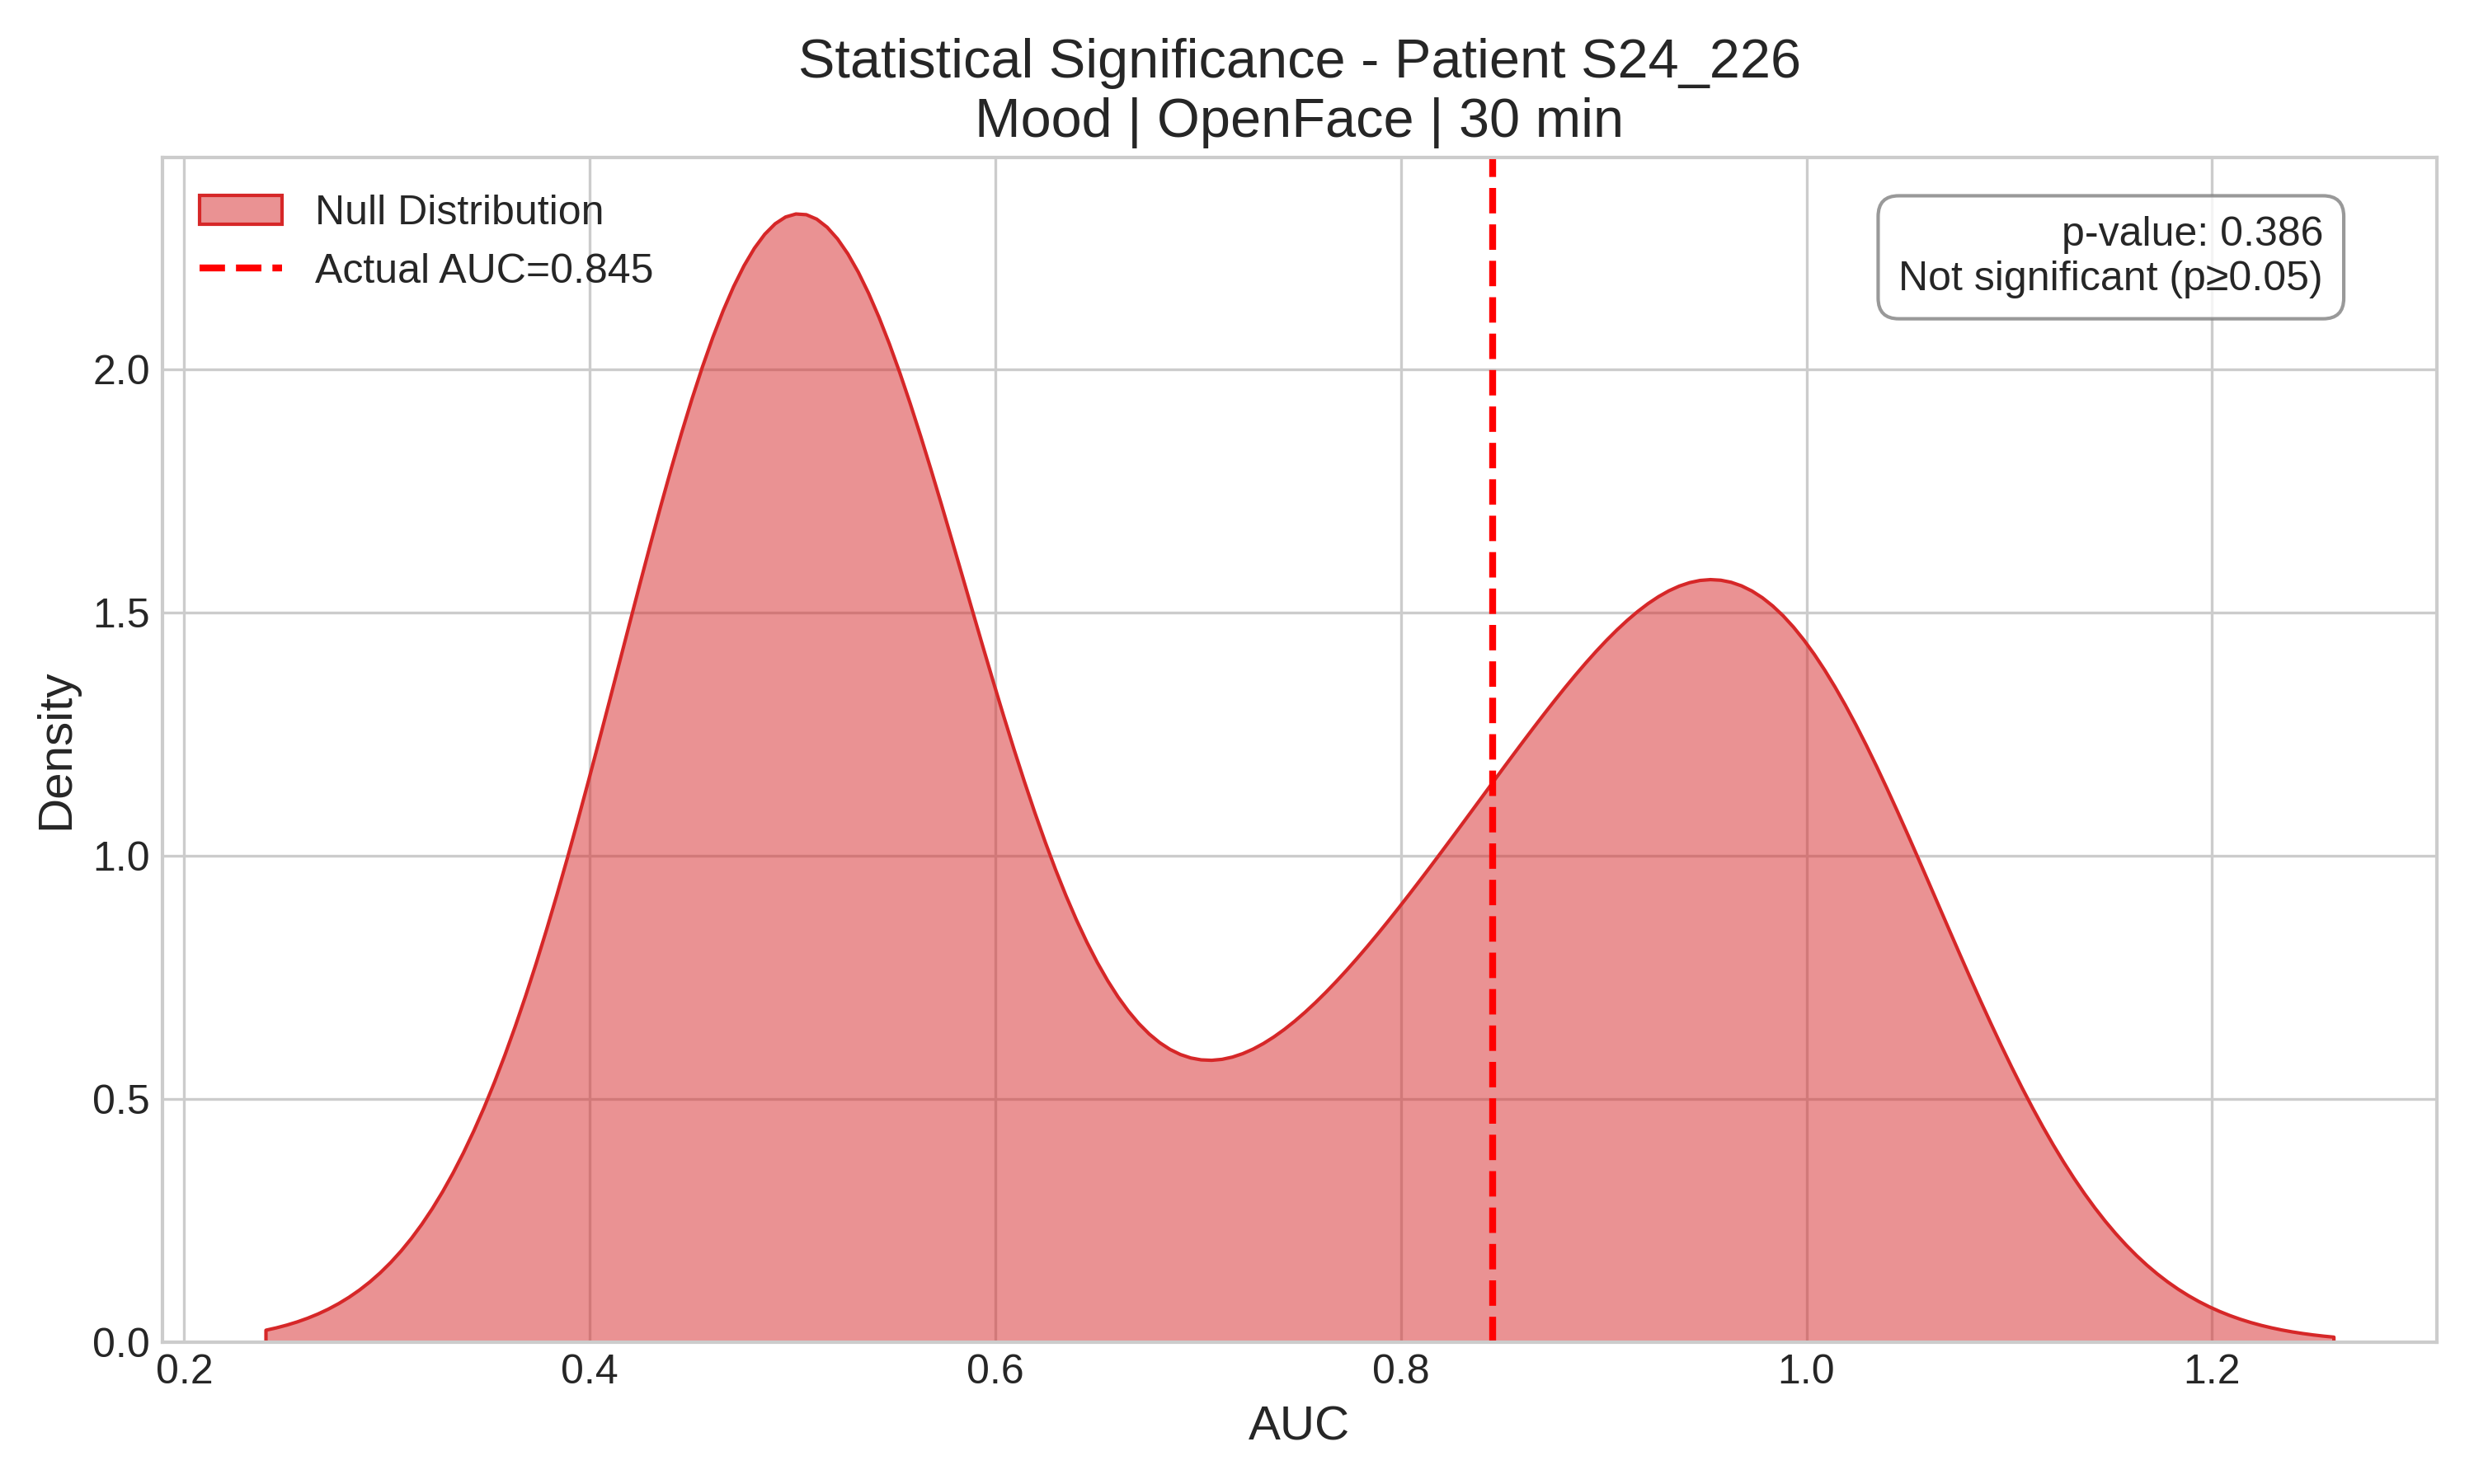 Statistical Significance - Patient S24_226
Mood | OpenFace | 30 min
Null Distribution
Actual AUC=0.845
p-value: 0.386
Not significant (p≥0.05)
Density
2.0
1.5
1.0
0.5
0.0
0.2 0.4 0.6 0.8 1.0 1.2
AUC